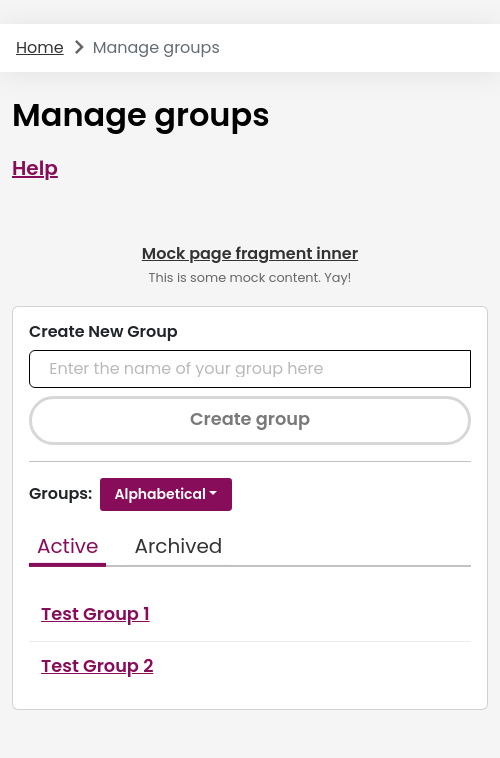 Home Manage groups
Manage groups
Help
Mock page fragment inner
This is some mock content. Yay!
Create New Group
Enter the name of your group here
Create group
Groups: Alphabetical
Active Archived
Test Group 1
Test Group 2